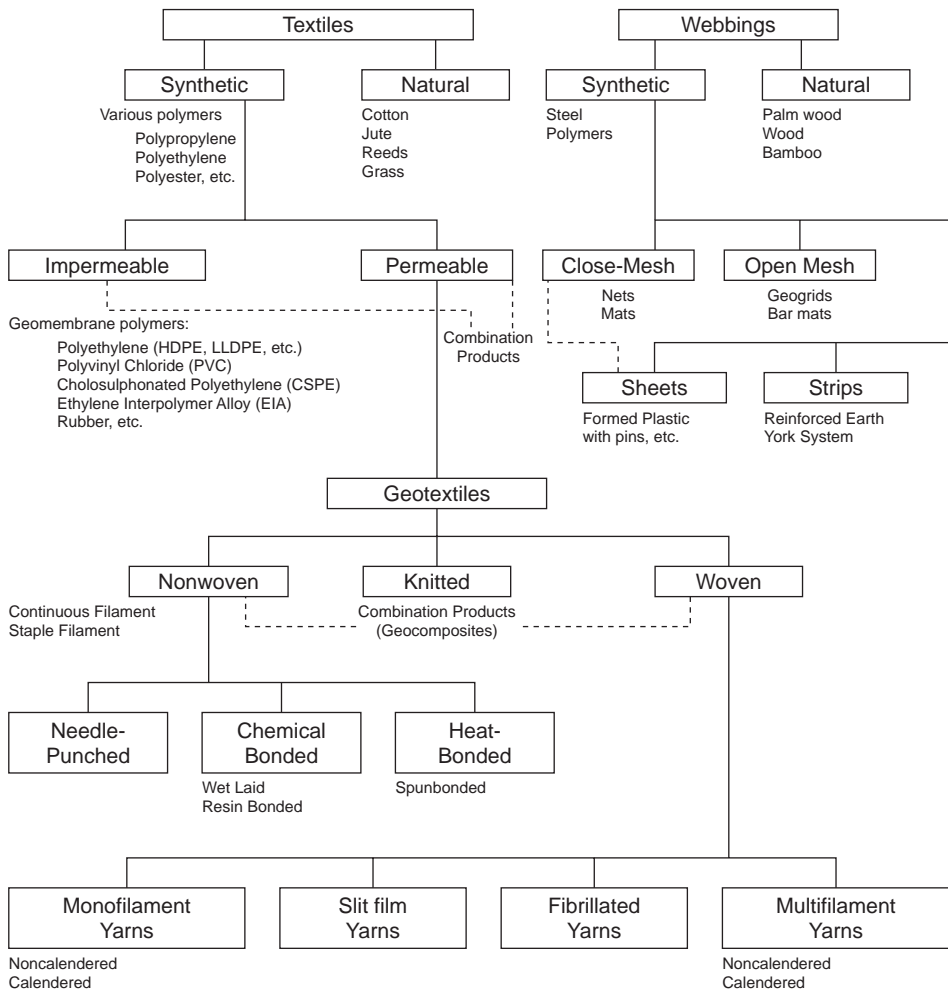 Textiles
Webbings
Synthetic
Natural
Synthetic
Natural
Various polymers
Polypropylene
Polyethylene
Polyester, etc.
Cotton
Jute
Reeds
Grass
Steel
Polymers
Palm wood
Wood
Bamboo
Impermeable
Permeable
Close-Mesh
Open Mesh
Geomembrane polymers:
Polyethylene (HDPE, LLDPE, etc.)
Polyvinyl Chloride (PVC)
Cholosulphonated Polyethylene (CSPE)
Ethylene Interpolymer Alloy (EIA)
Rubber, etc.
Combination
Products
Nets
Mats
Geogrids
Bar mats
Sheets
Strips
Formed Plastic
with pins, etc.
Reinforced Earth
York System
Geotextiles
Nonwoven
Knitted
Woven
Continuous Filament
Staple Filament
Combination Products
(Geocomposites)
Needle-
Punched
Chemical
Bonded
Heat-
Bonded
Wet Laid
Resin Bonded
Spunbonded
Monofilament
Yarns
Slit film
Yarns
Fibrillated
Yarns
Multifilament
Yarns
Noncalendered
Calendered
Noncalendered
Calendered